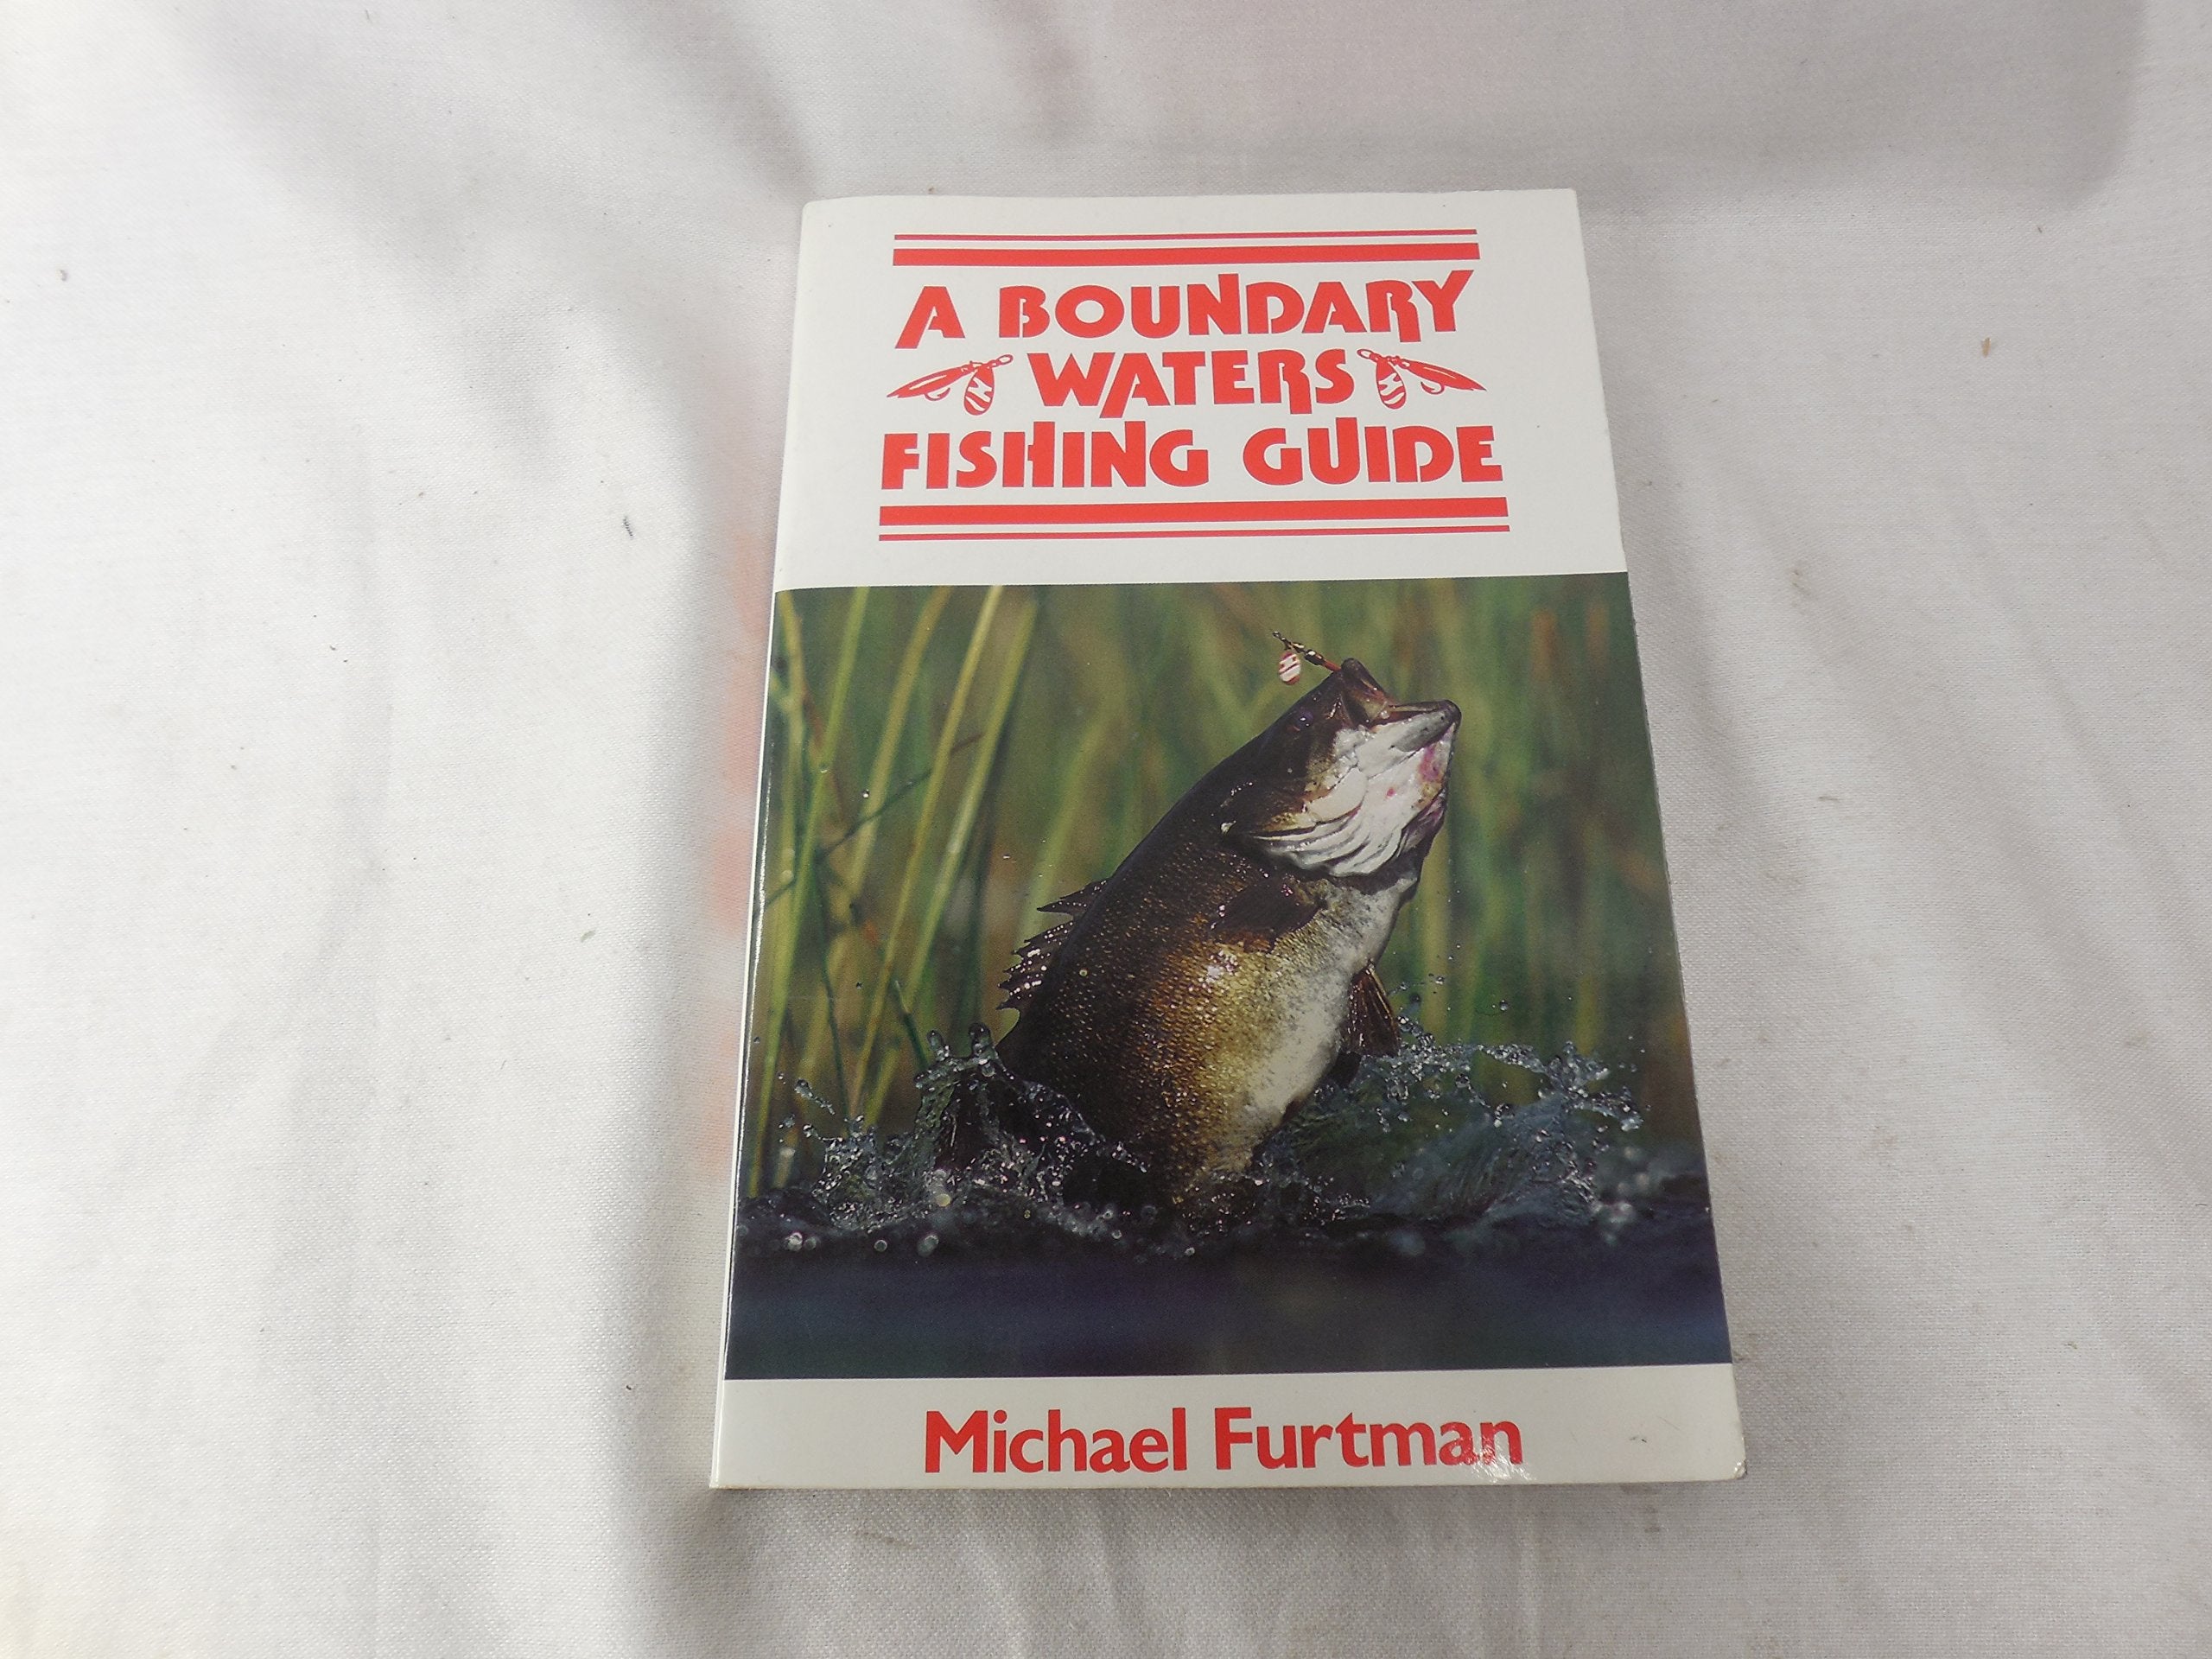 A BOUNDARY
WATERS
FISHING GUIDE
Michael Furtman